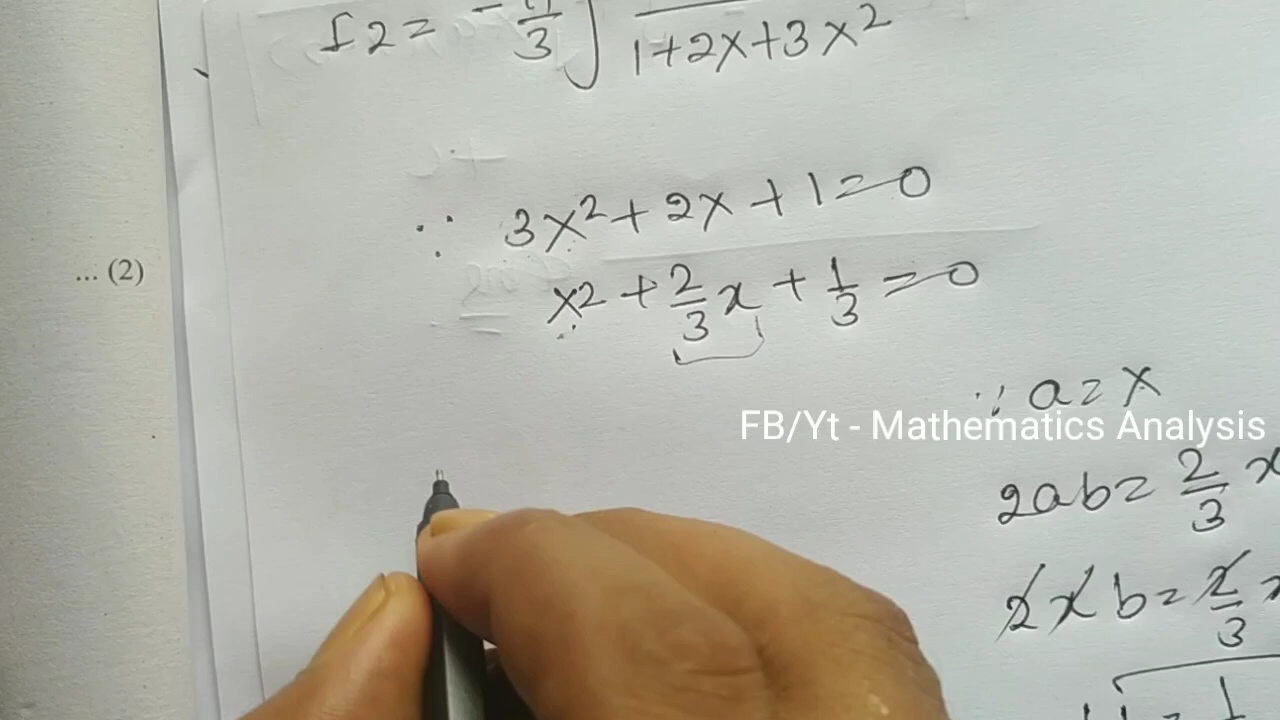 I2 = - 11/3 ∫ 1+2x+3x²
∵ 3x² + 2x + 1 = 0
... (2)
x² + 2/3 x + 1/3 = 0
∵ a = x
FB/Yt - Mathematics Analysis
2ab = 2/3 x
2x b = 2/3 x